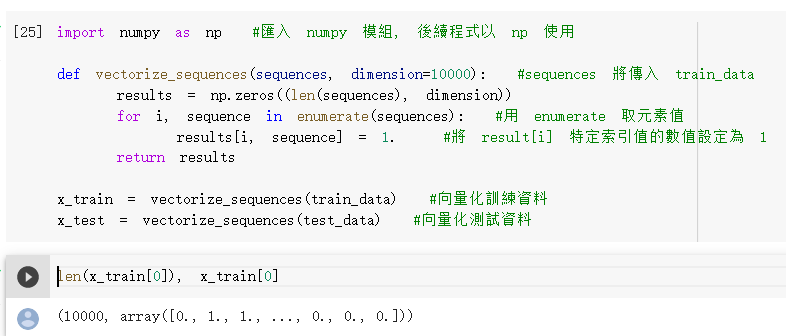 [25] import numpy as np  #匯入 numpy 模組, 後續程式以 np 使用
def vectorize_sequences(sequences, dimension=10000):  #sequences 將傳入 train_data
results = np.zeros((len(sequences), dimension))
for i, sequence in enumerate(sequences):  #用 enumerate 取元素值
results[i, sequence] = 1.  #將 result[i] 特定索引值的數值設定為 1
return results
x_train = vectorize_sequences(train_data)  #向量化訓練資料
x_test = vectorize_sequences(test_data)  #向量化測試資料
len(x_train[0]), x_train[0]
(10000, array([0., 1., 1., ..., 0., 0., 0.]))